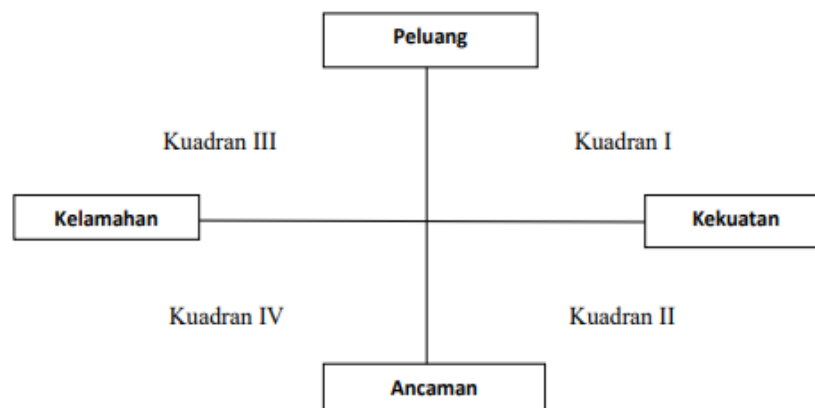 Peluang
Kuadran III
Kuadran I
Kelamahan
Kekuatan
Kuadran IV
Kuadran II
Ancaman